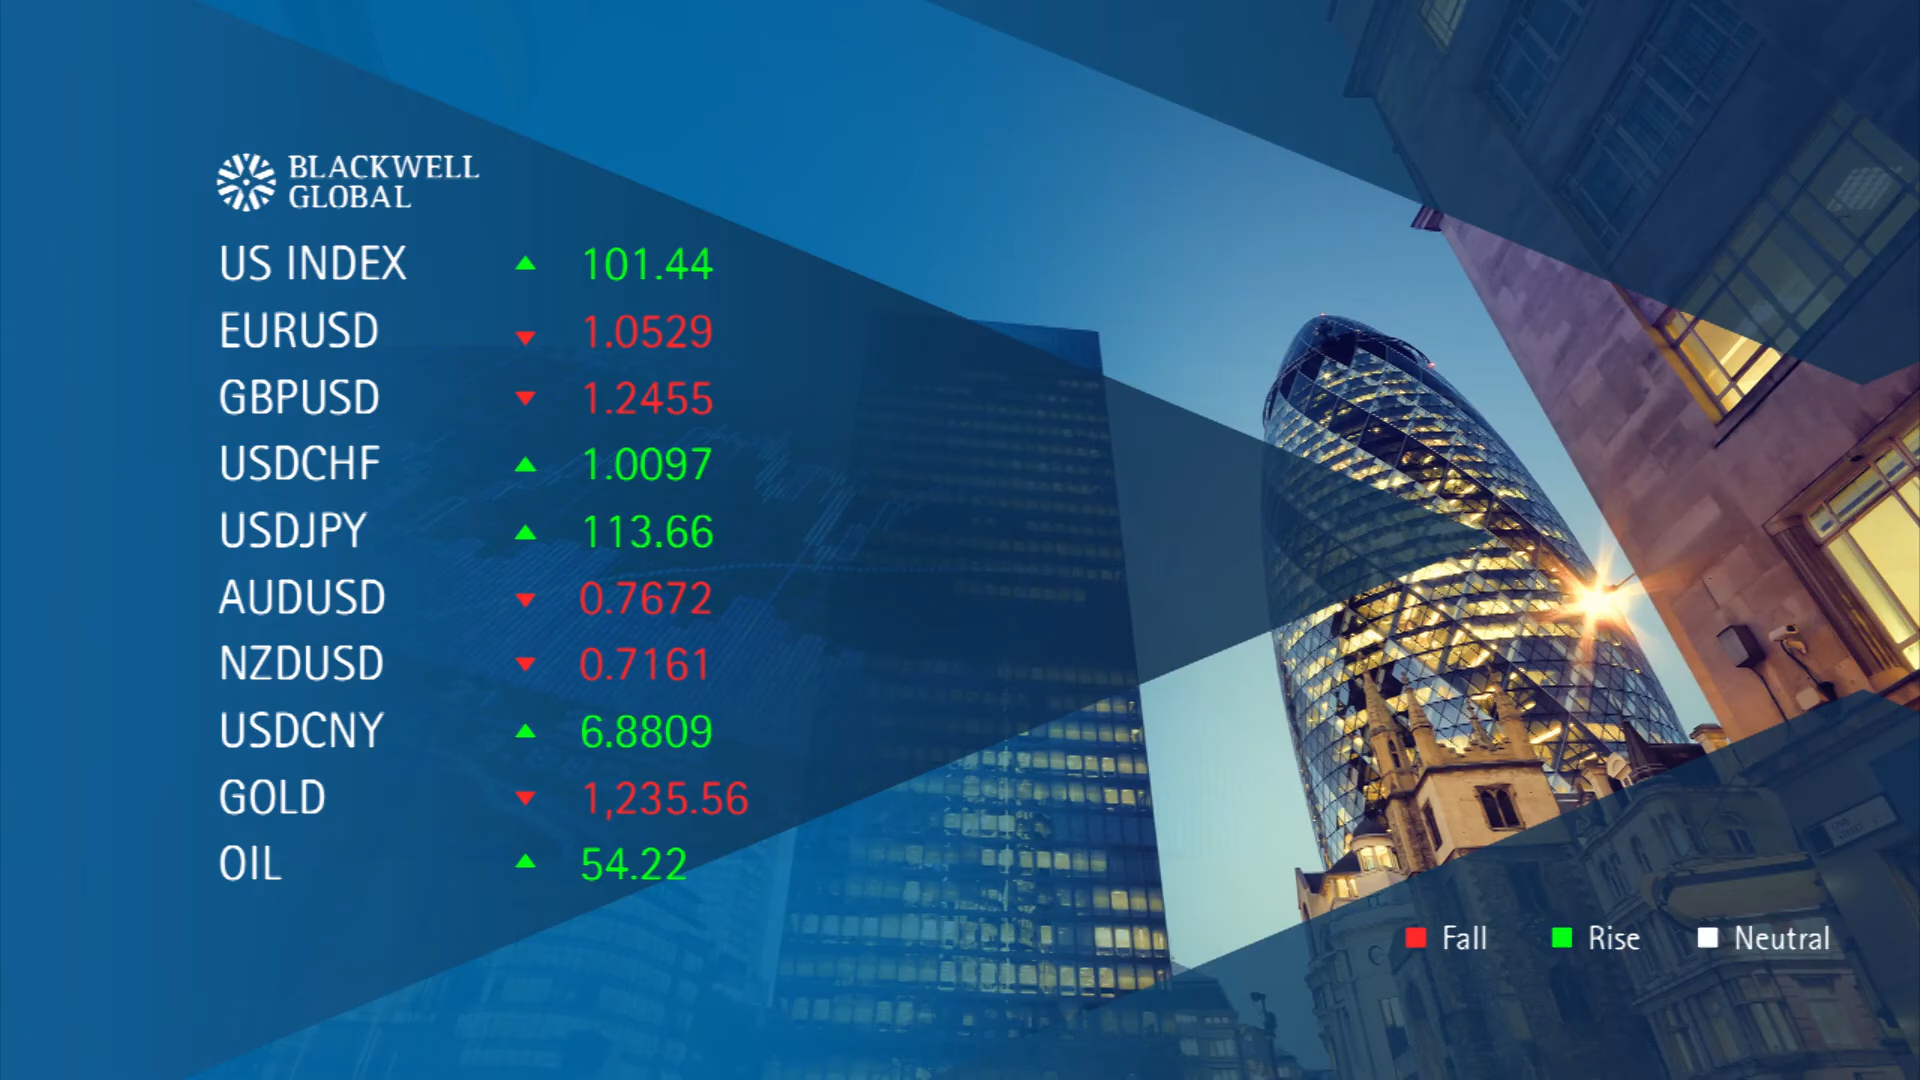 BLACKWELL
GLOBAL
US INDEX ▲ 101.44
EURUSD ▼ 1.0529
GBPUSD ▼ 1.2455
USDCHF ▲ 1.0097
USDJPY ▲ 113.66
AUDUSD ▼ 0.7672
NZDUSD ▼ 0.7161
USDCNY ▲ 6.8809
GOLD ▼ 1,235.56
OIL ▲ 54.22
Fall Rise Neutral